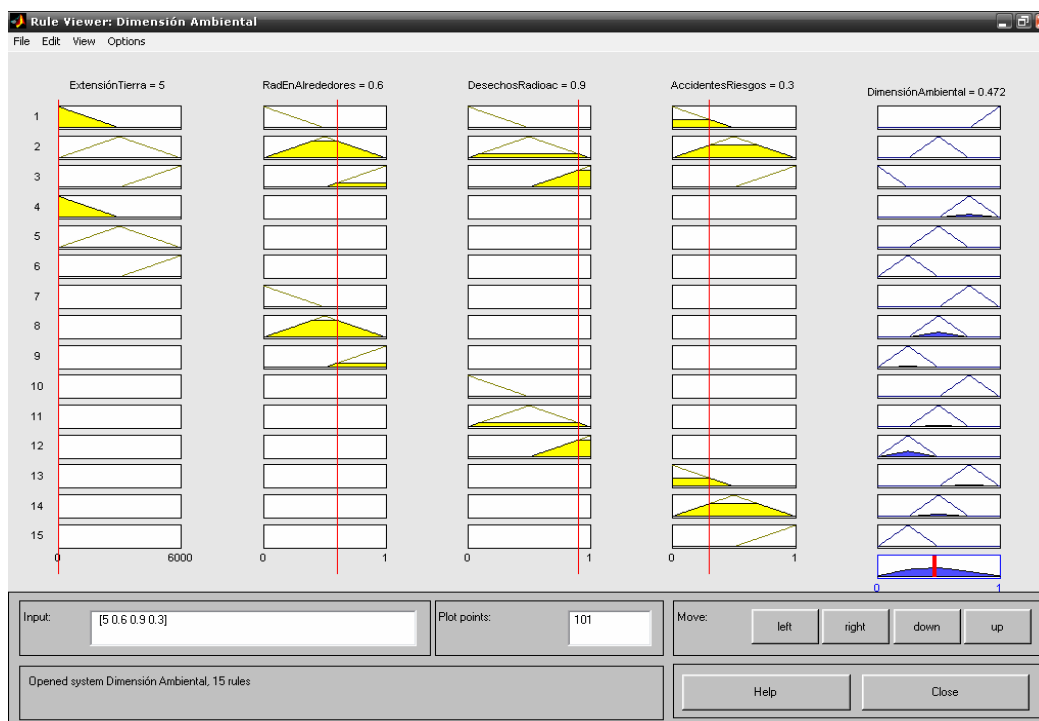 Rule Viewer: Dimensión Ambiental
File Edit View Options
ExtensiónTierra = 5 RadEnAlrededores = 0.6 DesechosRadioac = 0.9 AccidentesRiesgos = 0.3 DimensiónAmbiental = 0.472
1
2
3
4
5
6
7
8
9
10
11
12
13
14
15
0 6000 0 1 0 1 0 1
0 1
Input: [5 0.6 0.9 0.3] Plot points: 101 Move: left right down up
Opened system Dimensión Ambiental, 15 rules
Help Close